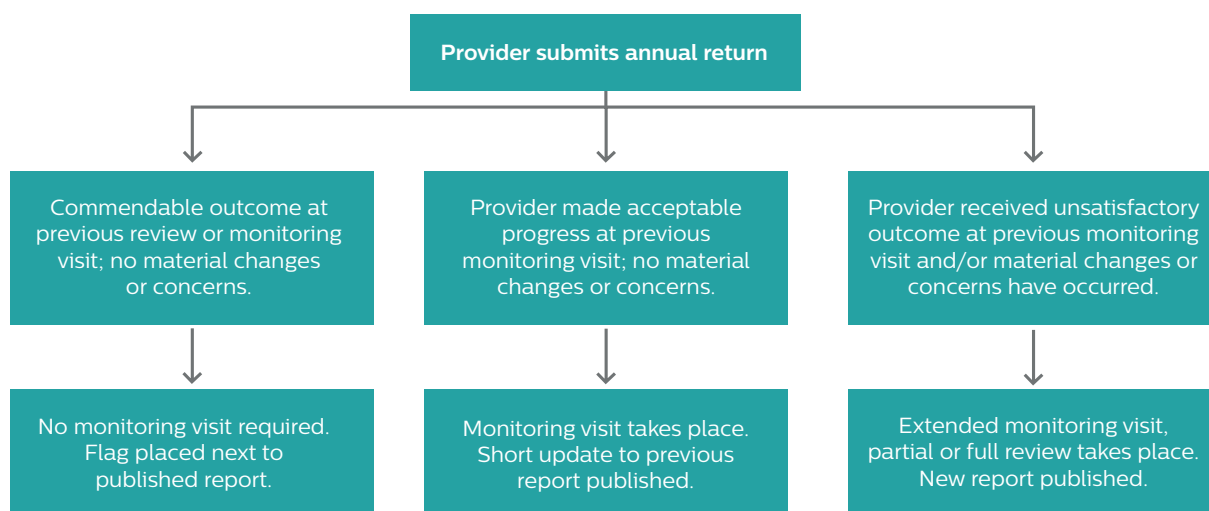 Provider submits annual return
Commendable outcome at
previous review or monitoring
visit; no material changes
or concerns.
Provider made acceptable
progress at previous
monitoring visit; no material
changes or concerns.
Provider received unsatisfactory
outcome at previous monitoring
visit and/or material changes or
concerns have occurred.
No monitoring visit required.
Flag placed next to
published report.
Monitoring visit takes place.
Short update to previous
report published.
Extended monitoring visit,
partial or full review takes place.
New report published.